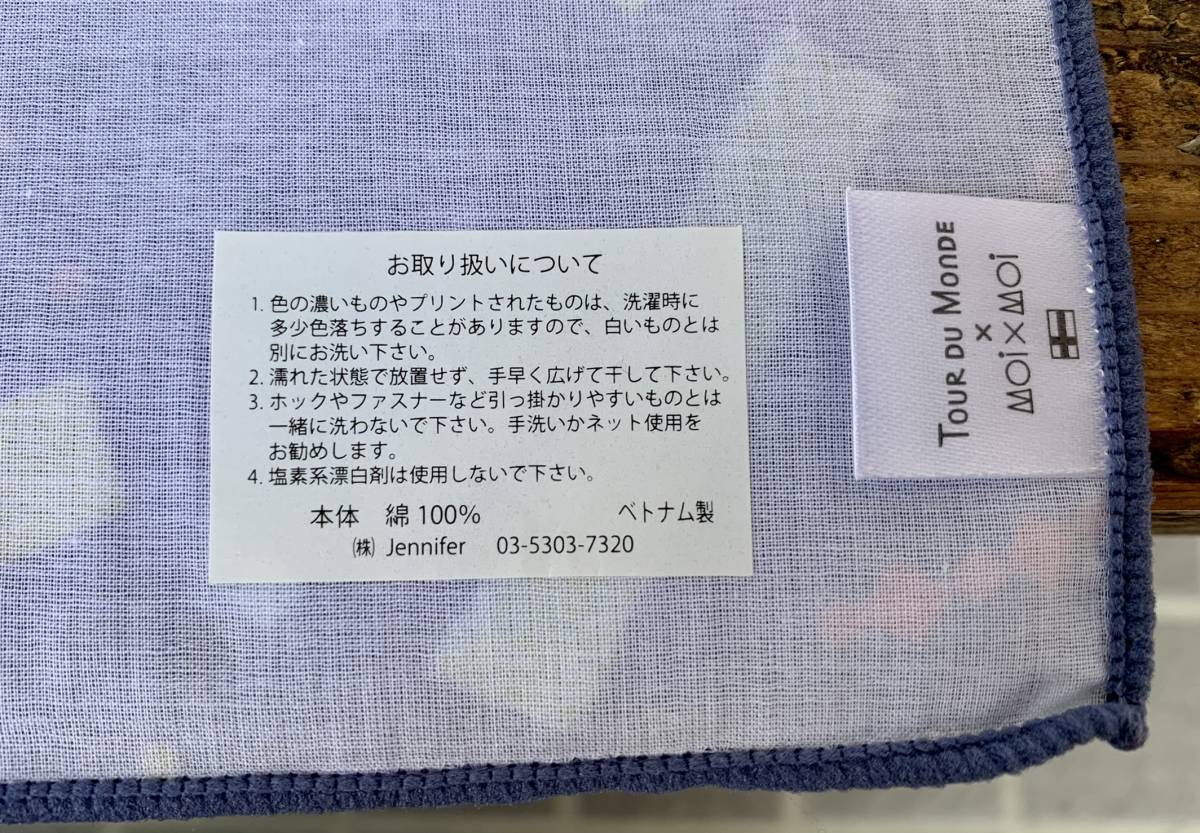 お取り扱いについて
1. 色の濃いものやプリントされたものは、洗濯時に
多少色落ちすることがありますので、白いものとは
別にお洗い下さい。
2. 濡れた状態で放置せず、手早く広げて干して下さい。
3. ホックやファスナーなど引っ掛かりやすいものとは
一緒に洗わないで下さい。手洗いかネット使用を
お勧めします。
4. 塩素系漂白剤は使用しないで下さい。
本体 綿 100% ベトナム製
㈱ Jennifer 03-5303-7320
TOUR DU MONDE
×
moi×moi